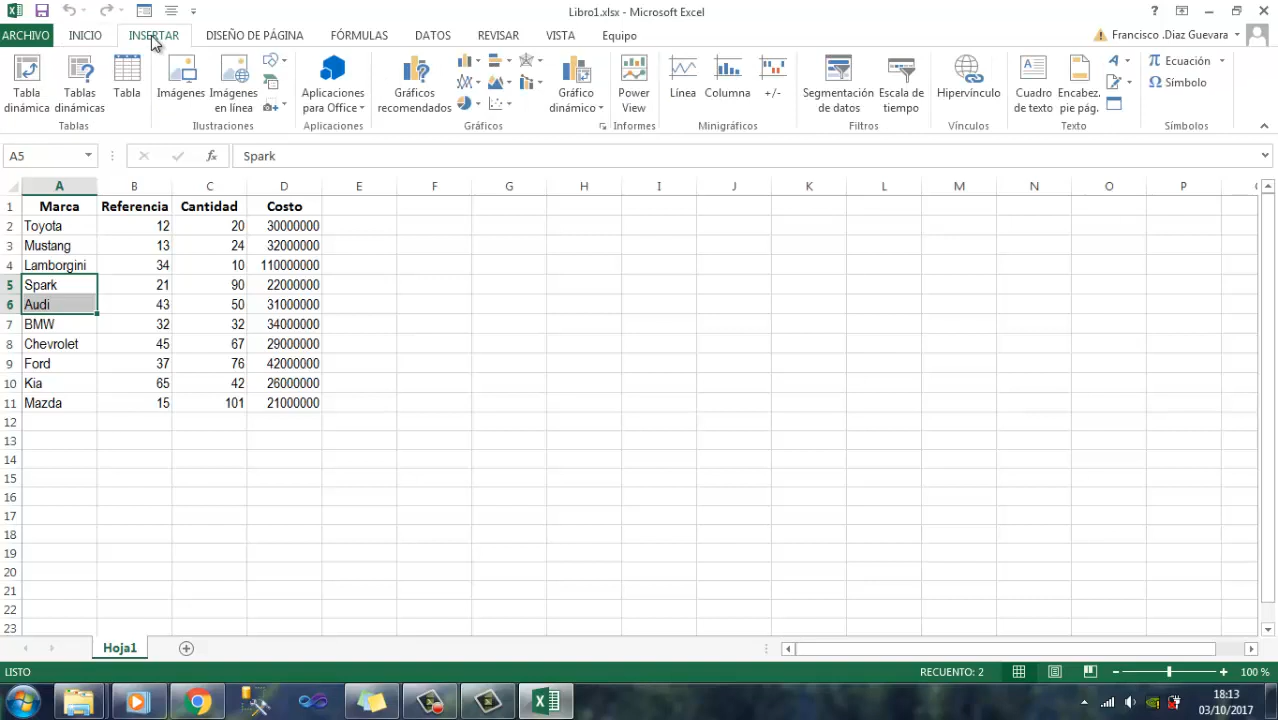 Libro1.xlsx - Microsoft Excel
ARCHIVO INICIO INSERTAR DISEÑO DE PÁGINA FÓRMULAS DATOS REVISAR VISTA Equipo Francisco .Diaz Guevara
Tabla dinámica
Tablas dinámicas
Tabla
Tablas
Imágenes
Imágenes en línea
Ilustraciones
Aplicaciones para Office
Aplicaciones
Gráficos recomendados
Gráficos
Gráfico dinámico
Power View
Informes
Línea
Columna
+/-
Minigráficos
Segmentación de datos
Escala de tiempo
Filtros
Hipervínculo
Vínculos
Cuadro de texto
Encabez. pie pág.
Texto
Ecuación
Símbolo
Símbolos
A5 Spark
A B C D E F G H I J K L M N O P
1 Marca Referencia Cantidad Costo
2 Toyota 12 20 30000000
3 Mustang 13 24 32000000
4 Lamborgini 34 10 110000000
5 Spark 21 90 22000000
6 Audi 43 50 31000000
7 BMW 32 32 34000000
8 Chevrolet 45 67 29000000
9 Ford 37 76 42000000
10 Kia 65 42 26000000
11 Mazda 15 101 21000000
12
13
14
15
16
17
18
19
20
21
22
23
Hoja1
LISTO RECUENTO: 2 100 %
18:13
03/10/2017